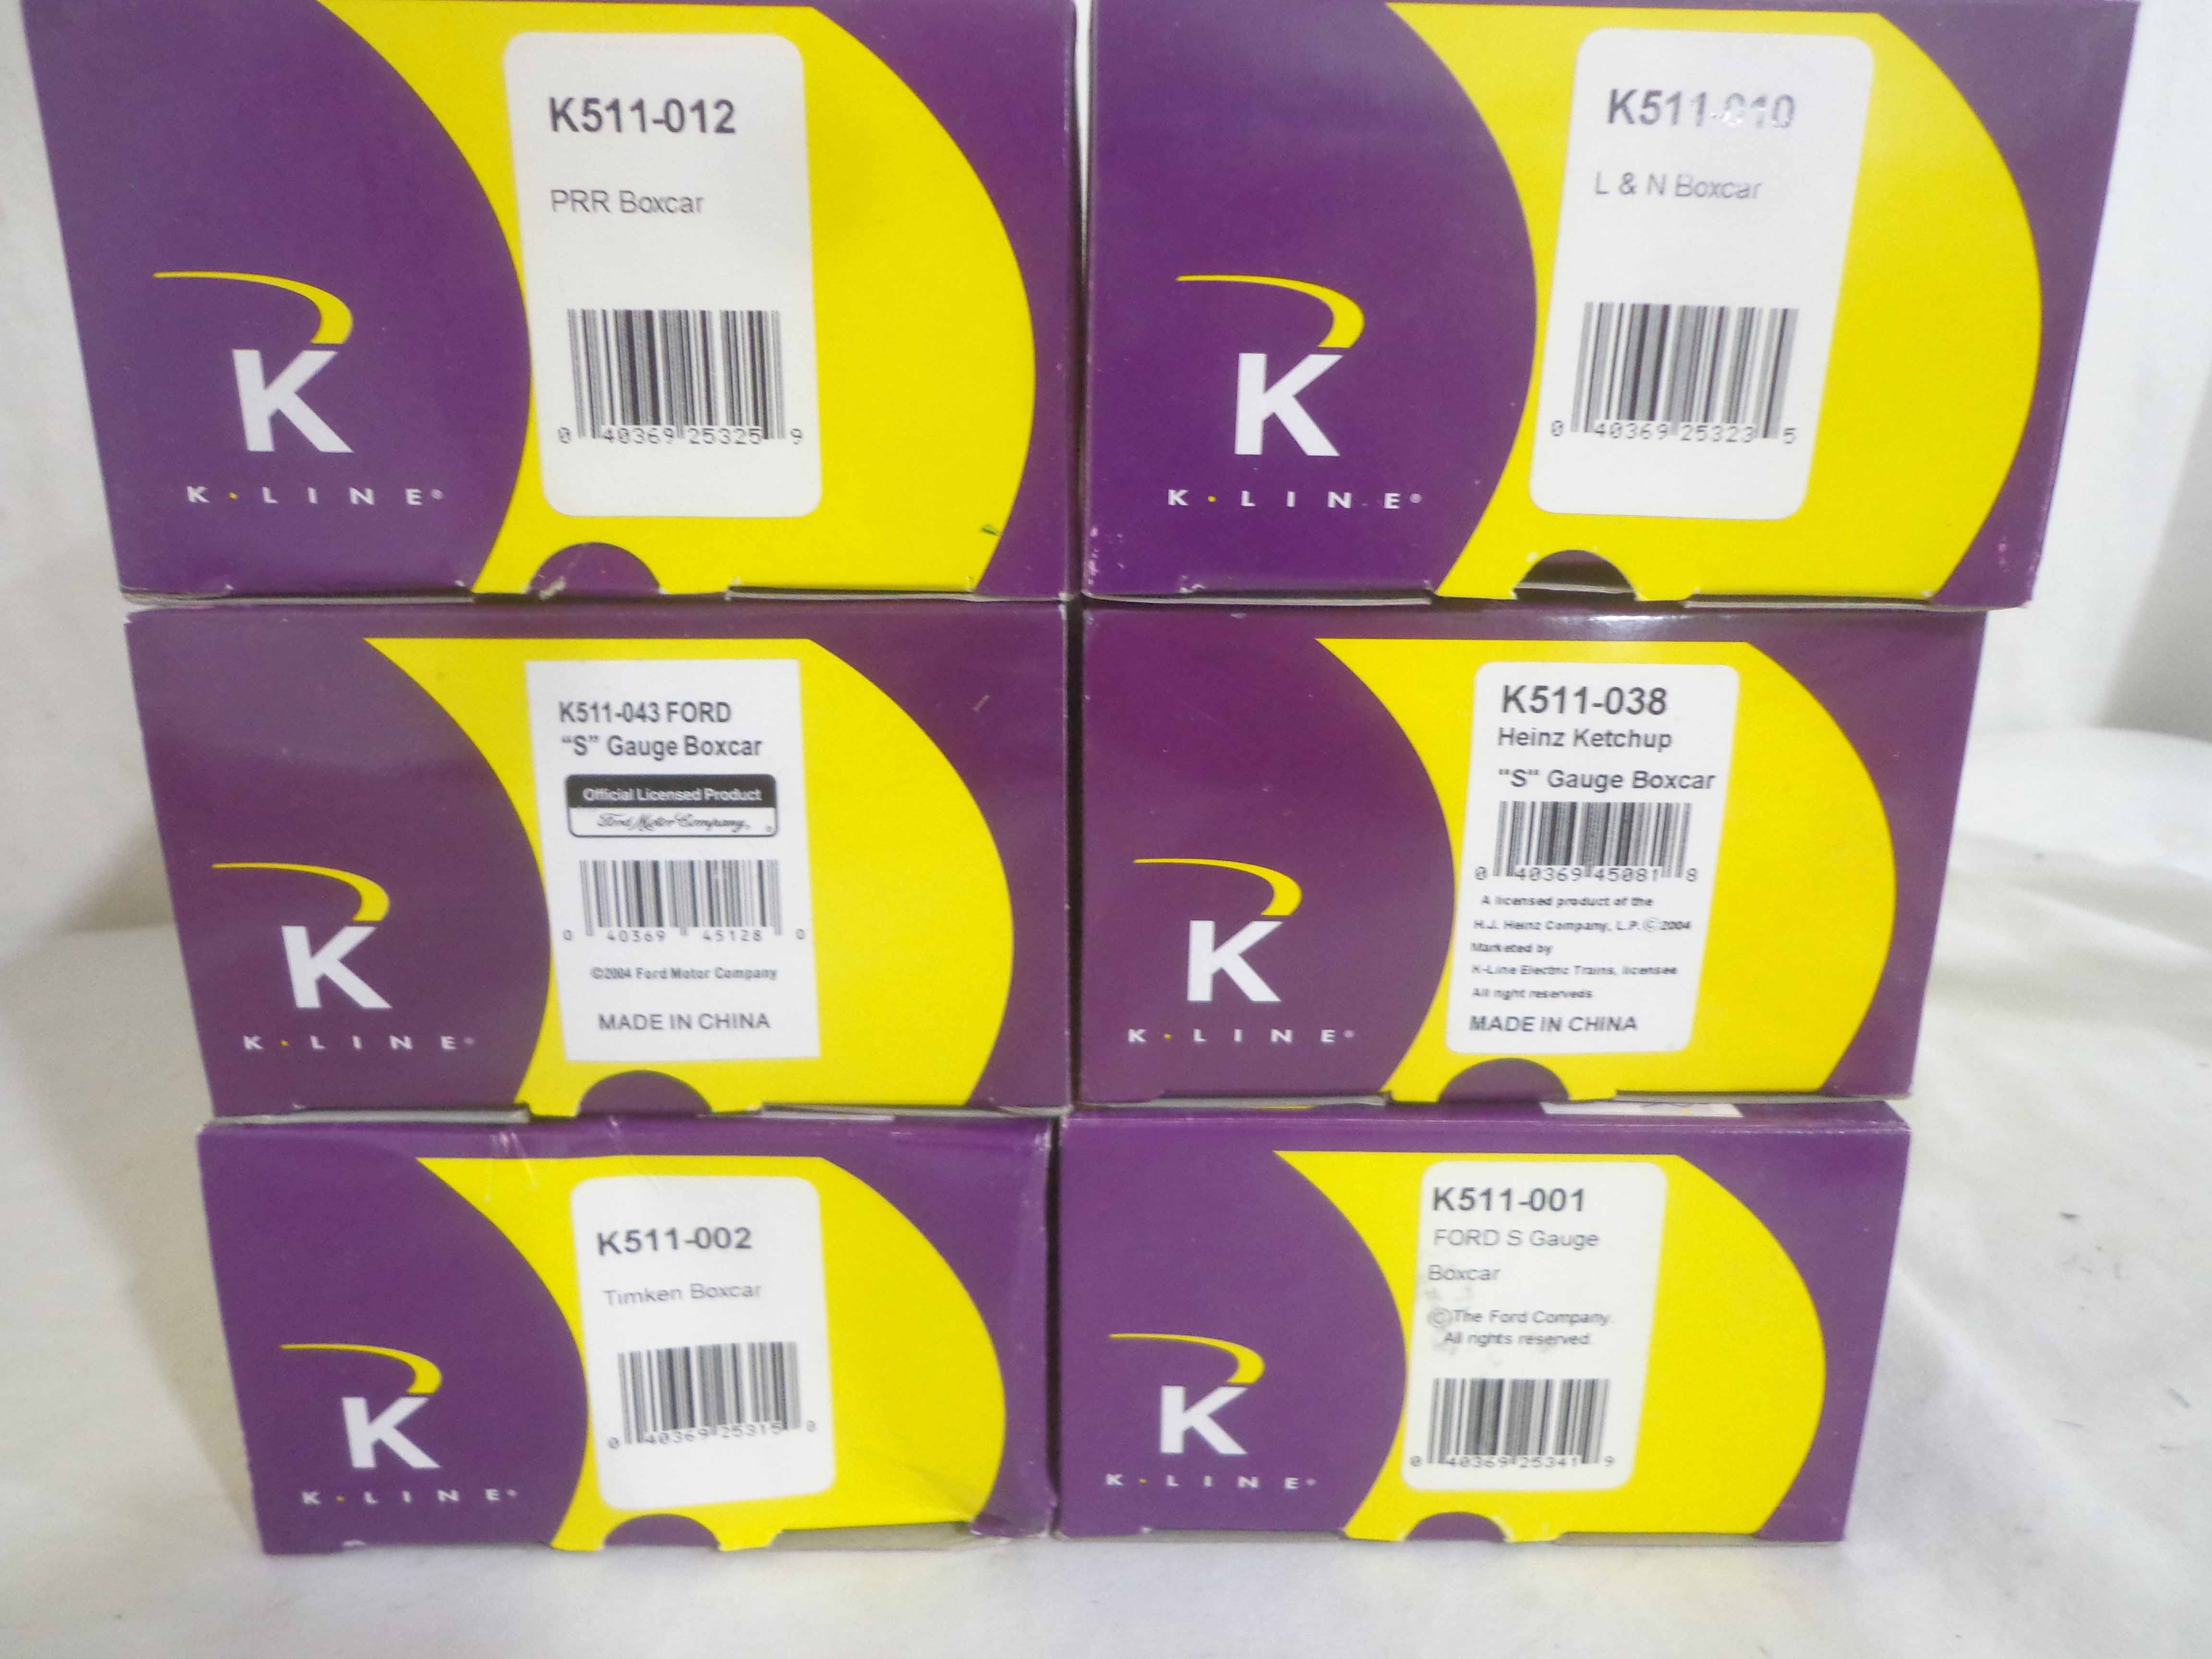 K511-012
PRR Boxcar
0 40369 25325 9
K
K·LINE®
K511-010
L & N Boxcar
0 40369 25323 5
K
K·LINE®
K511-043 FORD
“S” Gauge Boxcar
Official Licensed Product
Ford Motor Company, ®
0 40369 45128 0
©2004 Ford Motor Company
MADE IN CHINA
K
K·LINE®
K511-038
Heinz Ketchup
"S" Gauge Boxcar
0 40369 45081 8
A licensed product of the
H.J. Heinz Company, L.P. ©2004
Marketed by
K-Line Electric Trains, licensee
All right reserveds
MADE IN CHINA
K
K·LINE®
K511-002
Timken Boxcar
0 40369 25315 0
K
K·LINE®
K511-001
FORD S Gauge
Boxcar
©The Ford Company.
All rights reserved.
0 40369 25341 9
K
K·LINE®